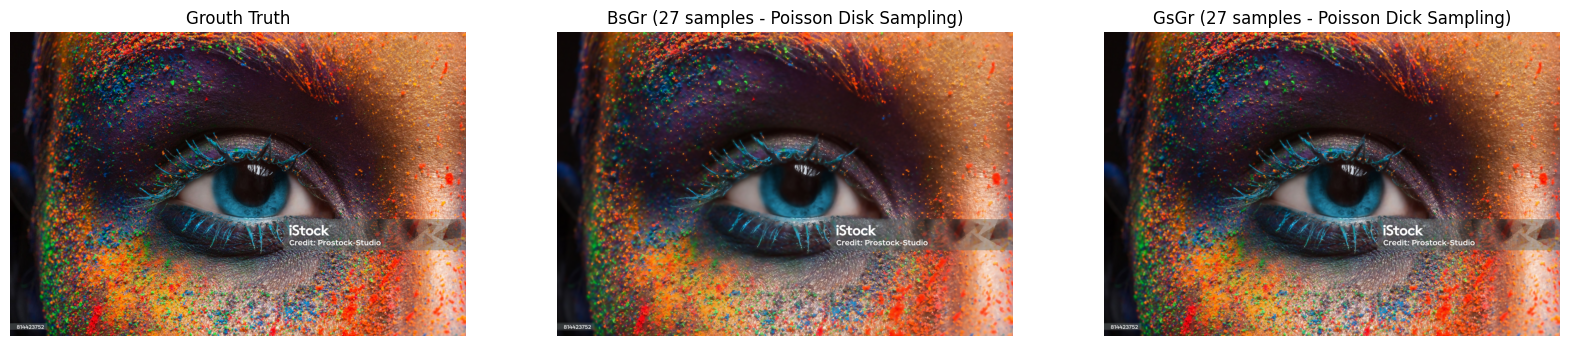 Grouth Truth
BsGr (27 samples - Poisson Disk Sampling)
GsGr (27 samples - Poisson Dick Sampling)
iStock
Credit: Prostock-Studio
iStock
Credit: Prostock-Studio
iStock
Credit: Prostock-Studio
814423752
814423752
814423752